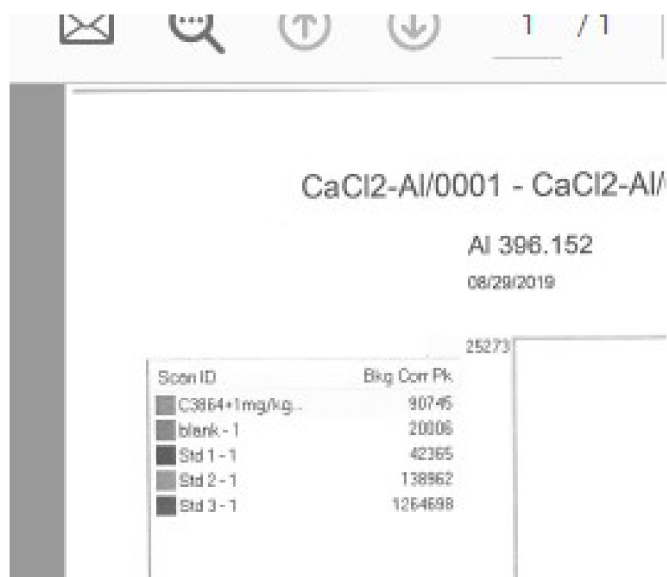 1 / 1
CaCl2-Al/0001 - CaCl2-Al/
Al 396.152
08/29/2019
25273
Scan ID Bkg Corr Pk
C3864+1mg/kg... 90745
blank - 1 20006
Std 1 - 1 42365
Std 2 - 1 138962
Std 3 - 1 1264698